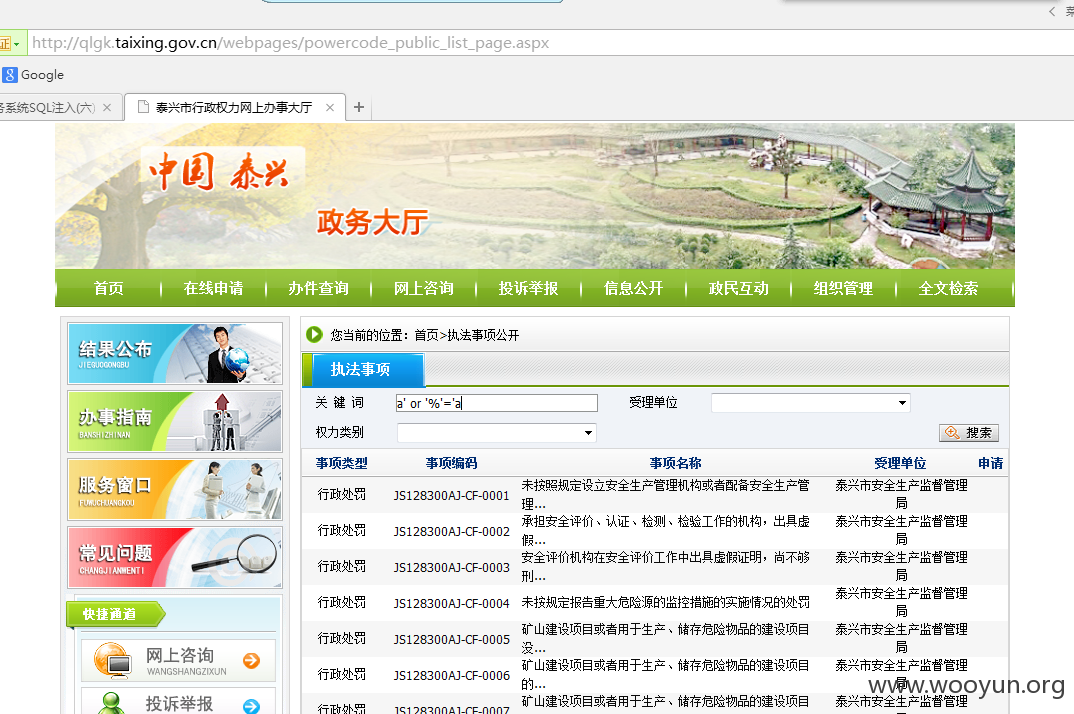 证
http://qlgk.taixing.gov.cn/webpages/powercode_public_list_page.aspx
8 Google
务系统SQL注入(六)
泰兴市行政权力网上办事大厅
中国 泰兴
政务大厅
首页 在线申请 办件查询 网上咨询 投诉举报 信息公开 政民互动 组织管理 全文检索
结果公布
JIEGUOGONGBU
办事指南
BANSHIZHINAN
服务窗口
FUWUCHUANGKOU
常见问题
CHANGJIANWENTI
快捷通道
网上咨询
WANGSHANGZIXUN
投诉举报
您当前的位置：首页>执法事项公开
执法事项
关 键 词 a' or '%'='a 受理单位
权力类别 搜索
事项类型 事项编码 事项名称 受理单位 申请
行政处罚 JS128300AJ-CF-0001 未按照规定设立安全生产管理机构或者配备安全生产管理... 泰兴市安全生产监督管理局
行政处罚 JS128300AJ-CF-0002 承担安全评价、认证、检测、检验工作的机构，出具虚假... 泰兴市安全生产监督管理局
行政处罚 JS128300AJ-CF-0003 安全评价机构在安全评价工作中出具虚假证明，尚不够刑... 泰兴市安全生产监督管理局
行政处罚 JS128300AJ-CF-0004 未按规定报告重大危险源的监控措施的实施情况的处罚 泰兴市安全生产监督管理局
行政处罚 JS128300AJ-CF-0005 矿山建设项目或者用于生产、储存危险物品的建设项目没... 泰兴市安全生产监督管理局
行政处罚 JS128300AJ-CF-0006 矿山建设项目或者用于生产、储存危险物品的建设项目的... 泰兴市安全生产监督管理局
行政处罚 JS128300AJ-CF-0007 矿山建设项目或者用于生产、储存危险物品的建设项目 泰兴市安全生产监督管理
www.wooyun.org